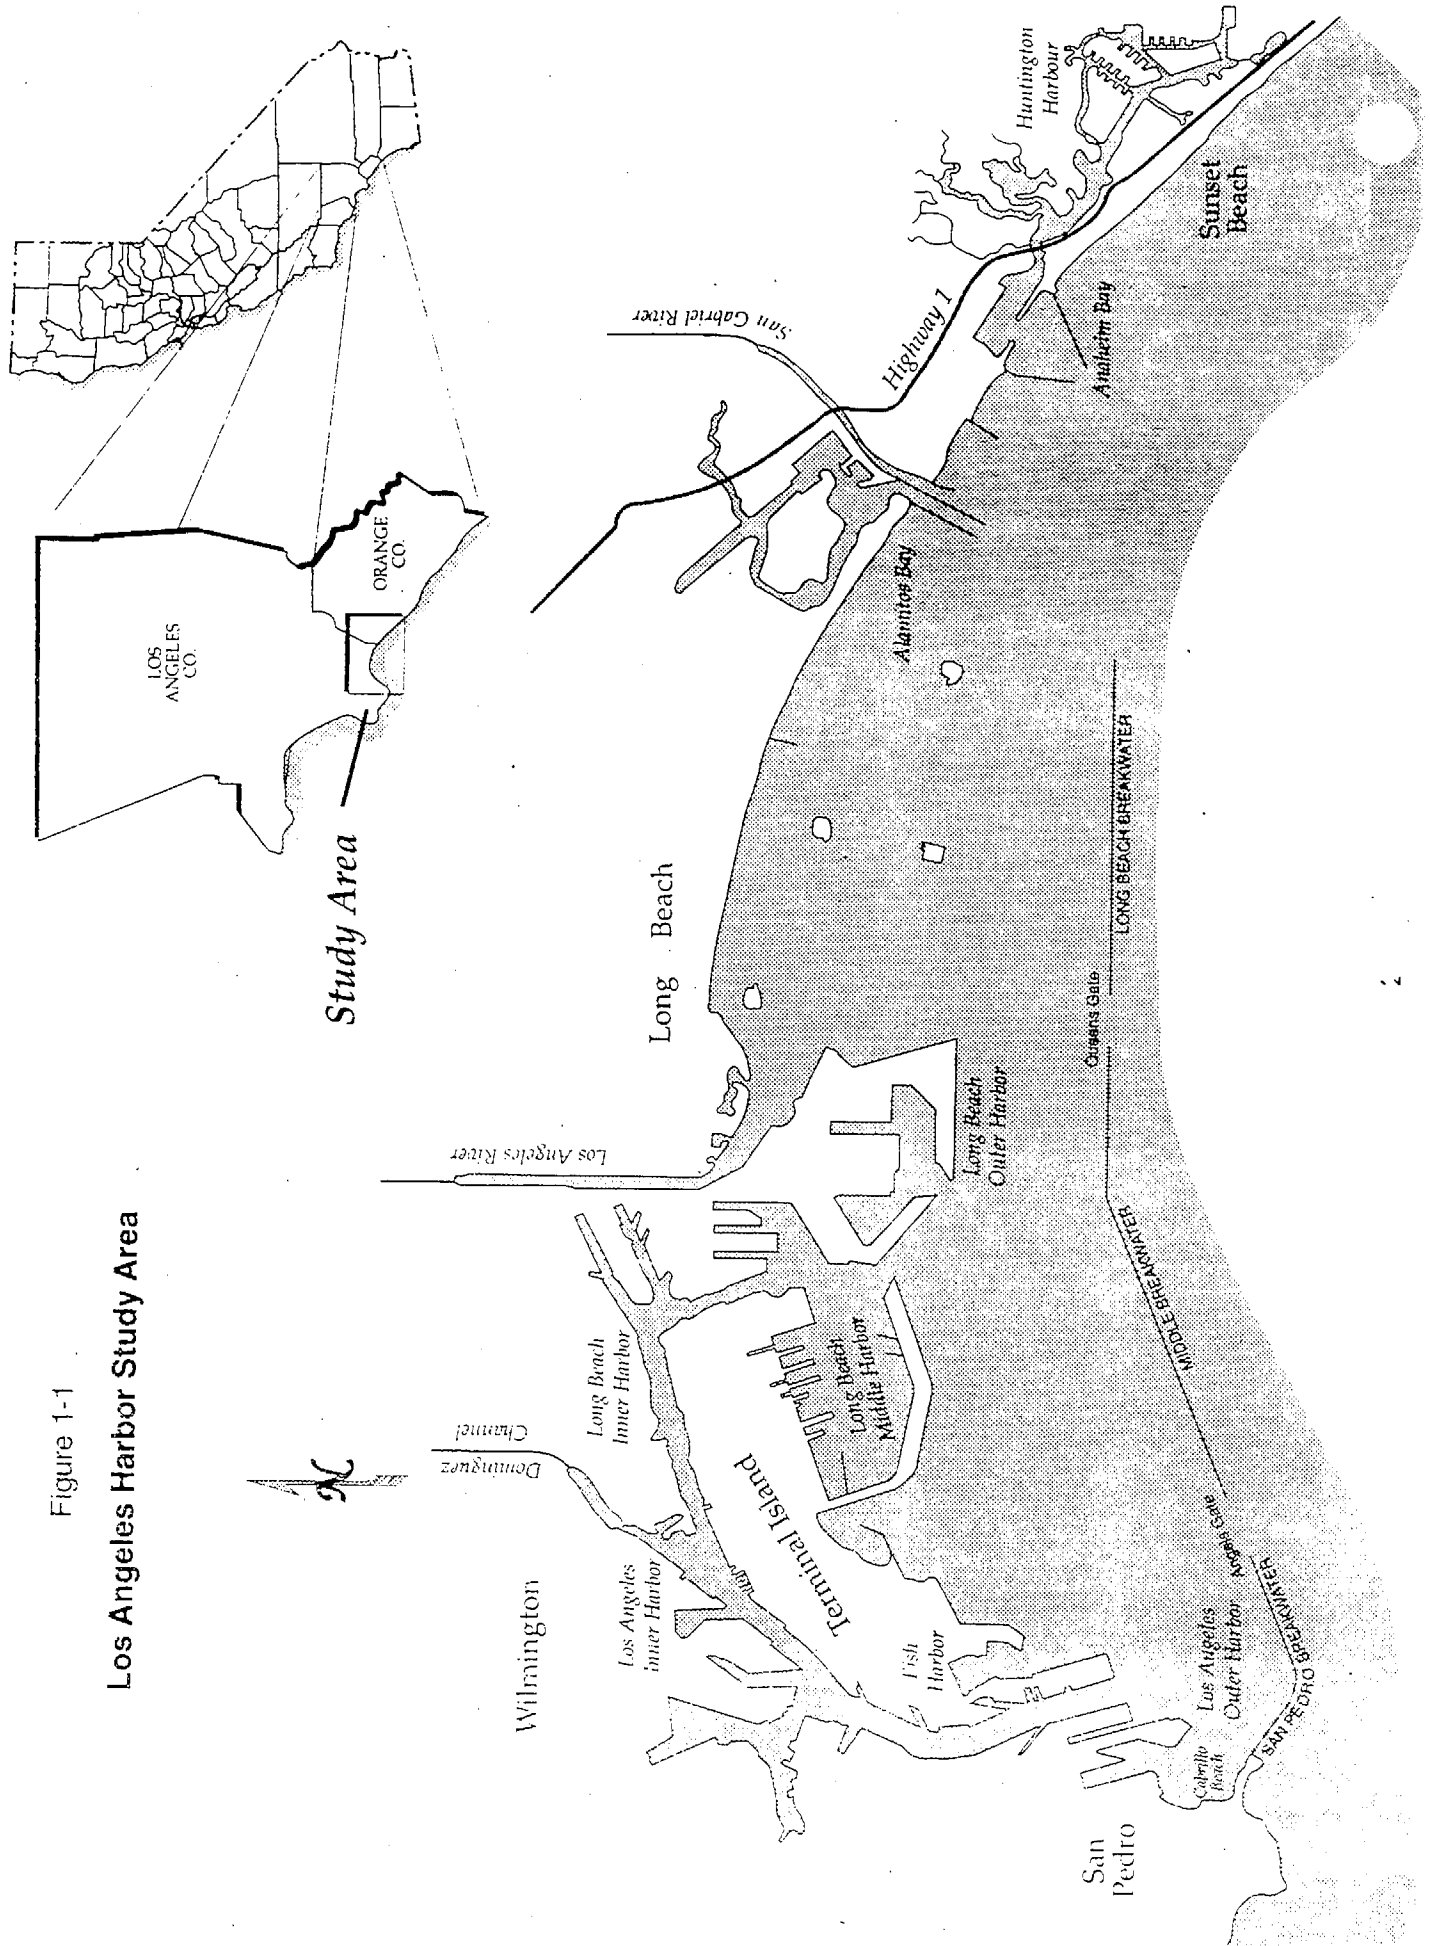 Figure 1-1
Los Angeles Harbor Study Area
N
LOS
ANGELES
CO.
ORANGE
CO.
Study Area
Wilmington
Dominguez
Channel
Los Angeles River
Long Beach
San Gabriel River
Highway 1
Huntington
Harbour
Sunset
Beach
Anaheim Bay
Alamitos Bay
Long Beach
Inner Harbor
Los Angeles
Inner Harbor
Terminal Island
Long Beach
Middle Harbor
Long Beach
Outer Harbor
Fish
Harbor
San
Pedro
Cabrillo
Beach
Los Angeles
Outer Harbor
SAN PEDRO BREAKWATER
Angels Gate
MIDDLE BREAKWATER
Queens Gate
LONG BEACH BREAKWATER